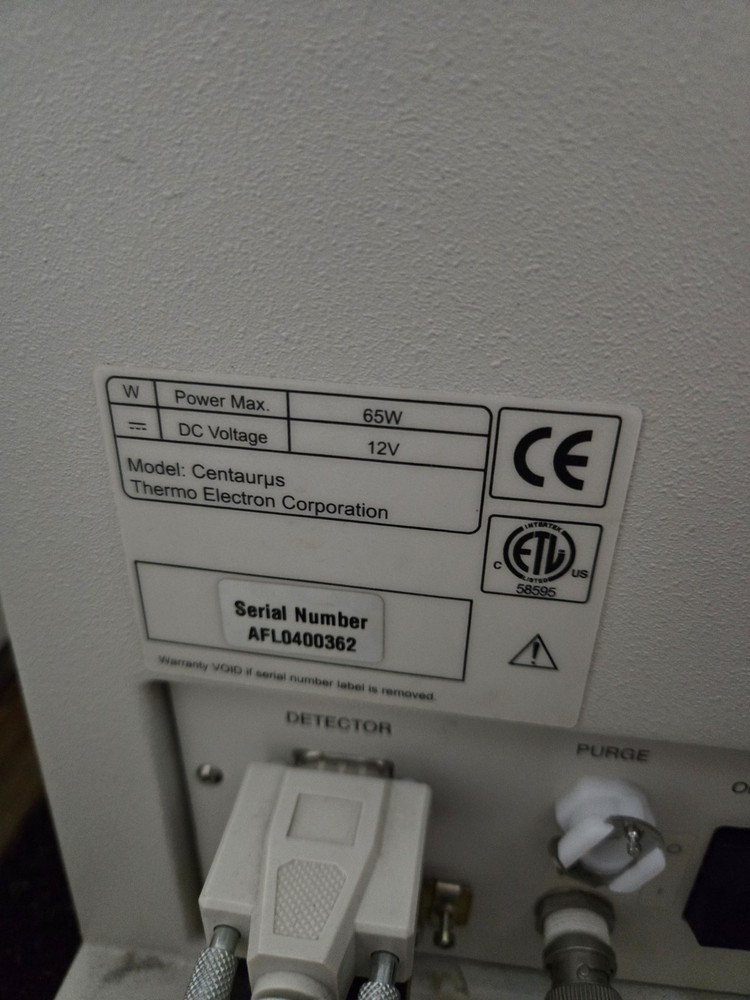 W Power Max. 65W
DC Voltage 12V
Model: Centaurµs
Thermo Electron Corporation
CE
INTERTEK
ETL
LISTED
C US
58595
Serial Number
AFL0400362
Warranty VOID if serial number label is removed.
DETECTOR
PURGE